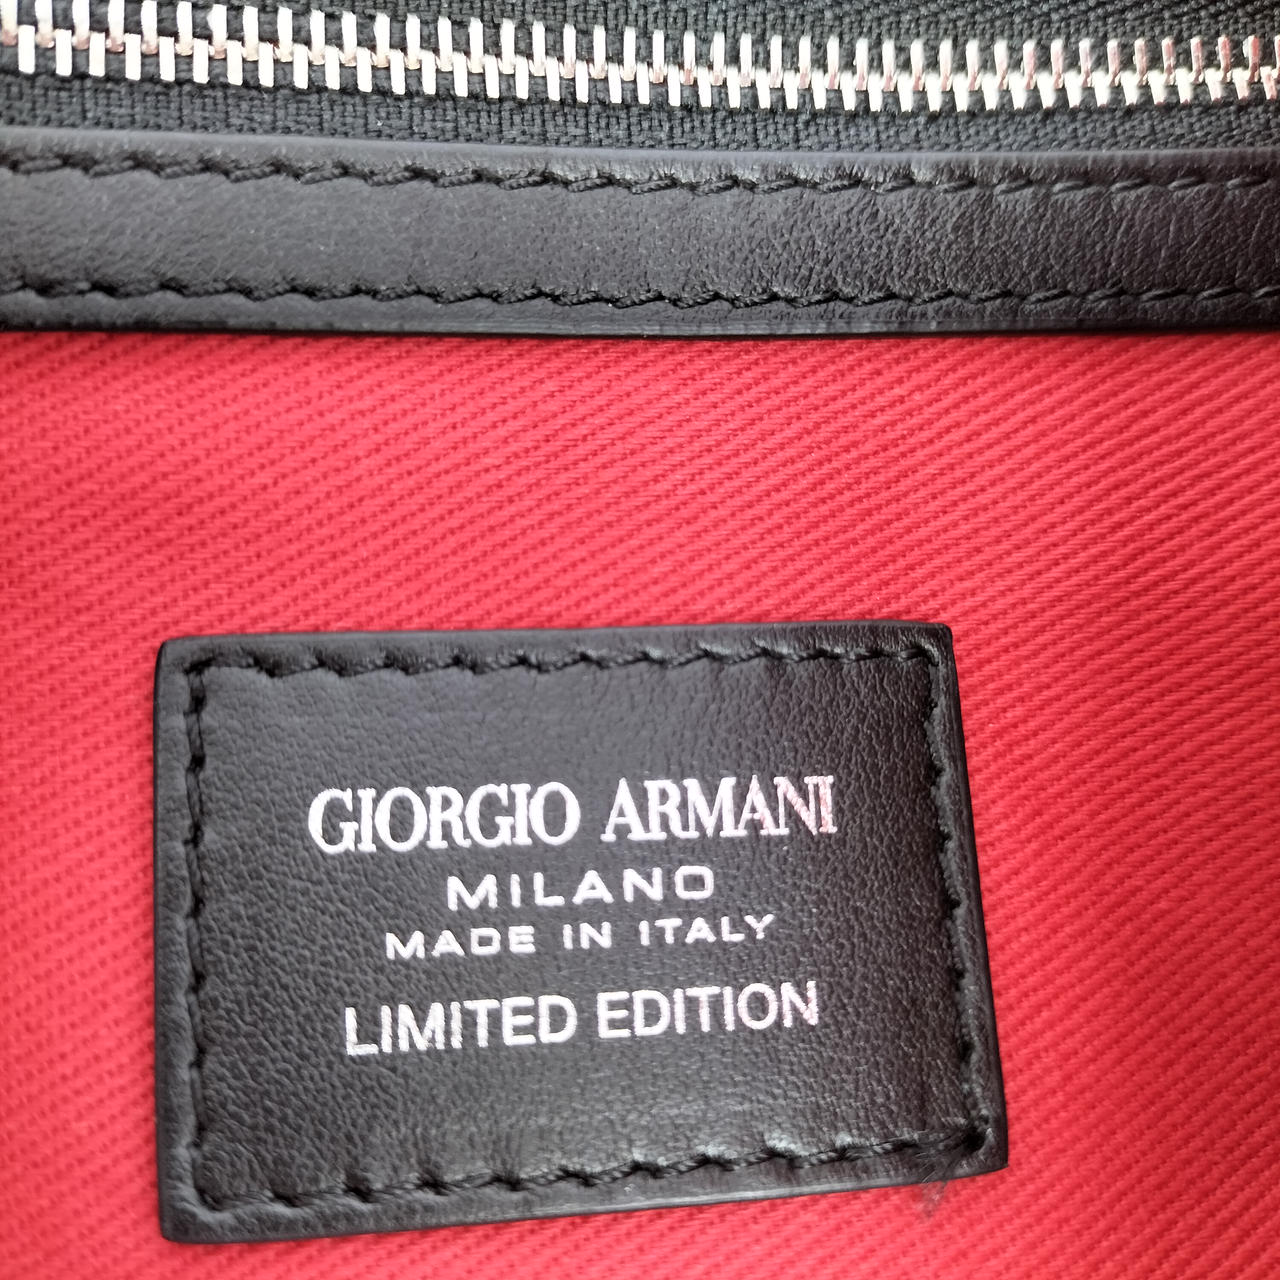 GIORGIO ARMANI
MILANO
MADE IN ITALY
LIMITED EDITION